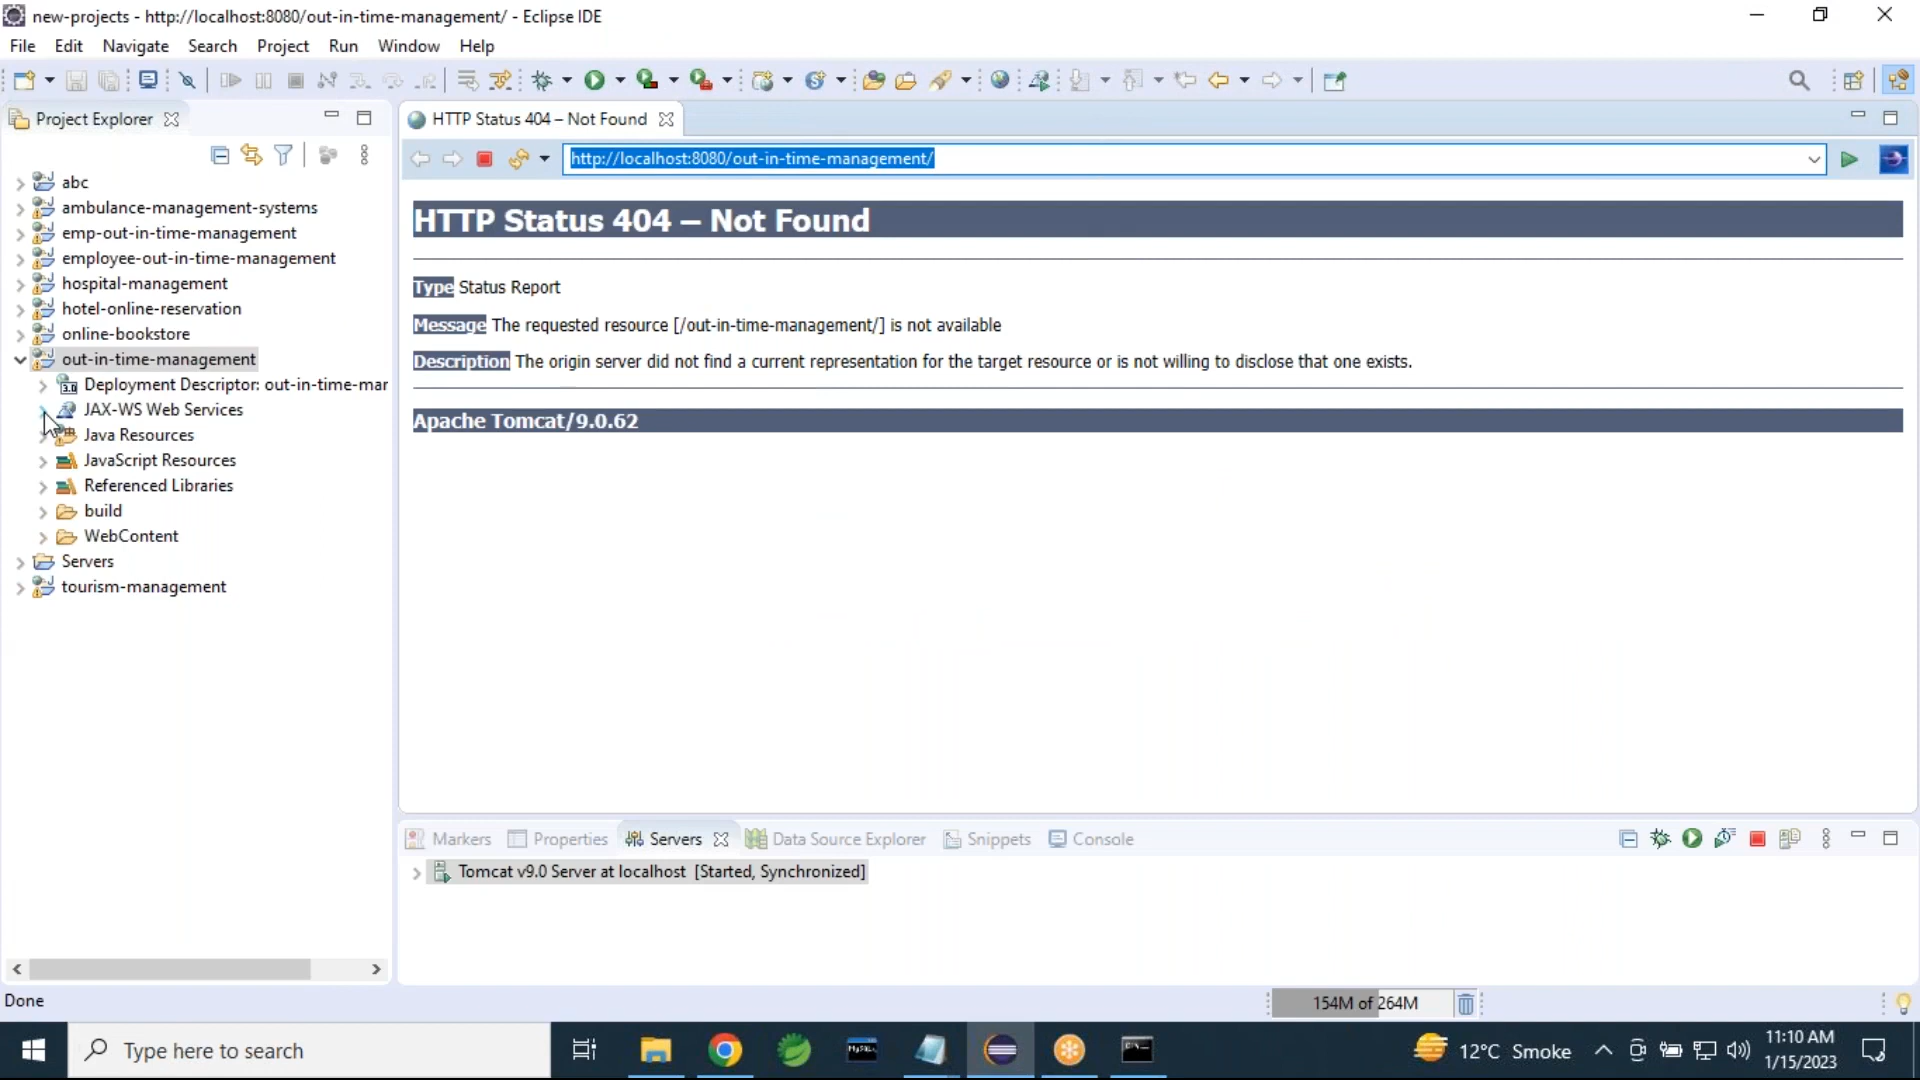 new-projects - http://localhost:8080/out-in-time-management/ - Eclipse IDE
File Edit Navigate Search Project Run Window Help
Project Explorer
HTTP Status 404 – Not Found
http://localhost:8080/out-in-time-management/
abc
ambulance-management-systems
emp-out-in-time-management
employee-out-in-time-management
hospital-management
hotel-online-reservation
online-bookstore
out-in-time-management
Deployment Descriptor: out-in-time-mar
JAX-WS Web Services
Java Resources
JavaScript Resources
Referenced Libraries
build
WebContent
Servers
tourism-management
HTTP Status 404 – Not Found
Type Status Report
Message The requested resource [/out-in-time-management/] is not available
Description The origin server did not find a current representation for the target resource or is not willing to disclose that one exists.
Apache Tomcat/9.0.62
Markers Properties Servers Data Source Explorer Snippets Console
Tomcat v9.0 Server at localhost [Started, Synchronized]
Done
154M of 264M
Type here to search
12°C Smoke
11:10 AM
1/15/2023